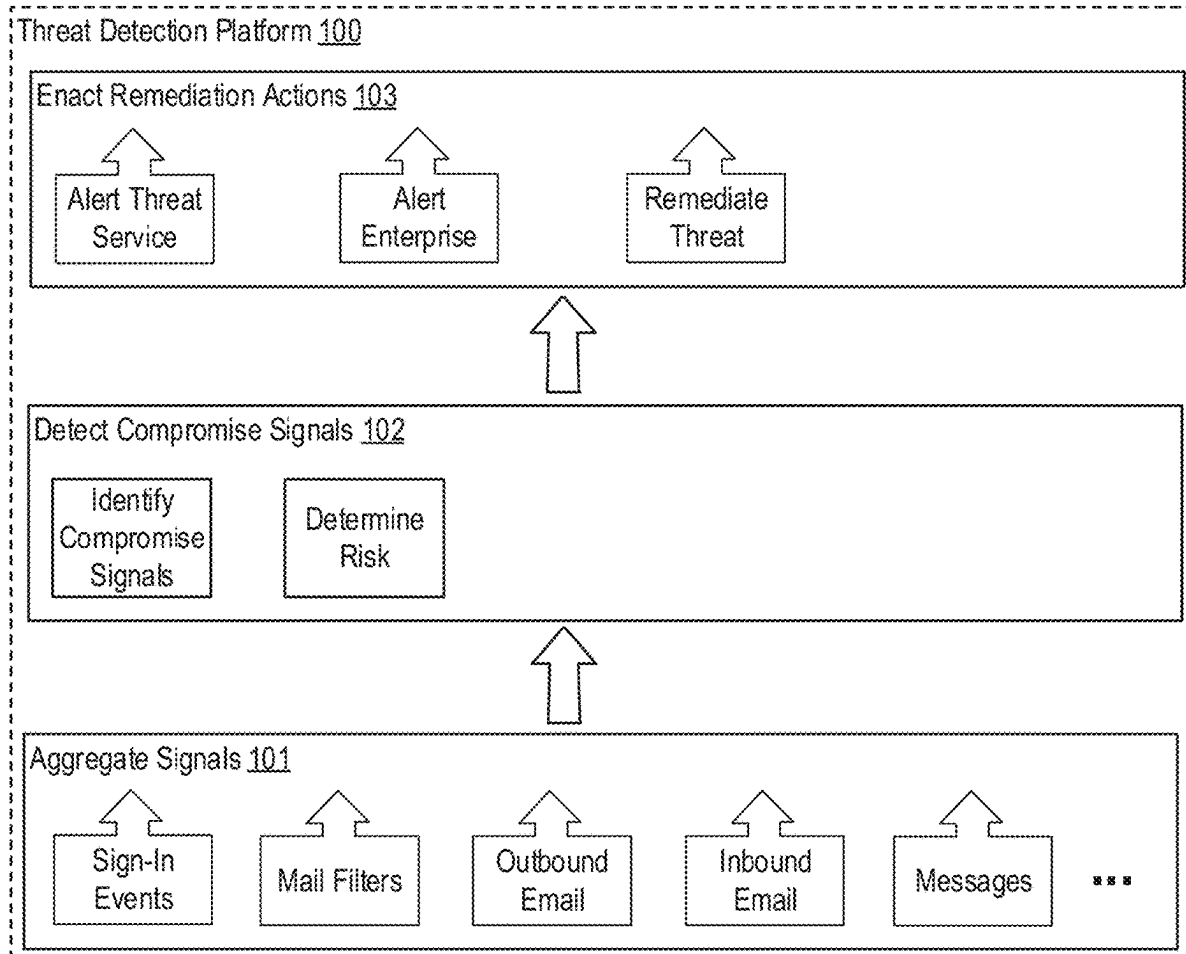 Threat Detection Platform 100
Enact Remediation Actions 103
Alert Threat
Service
Alert
Enterprise
Remediate
Threat
Detect Compromise Signals 102
Identify
Compromise
Signals
Determine
Risk
Aggregate Signals 101
Sign-In
Events
Mail Filters
Outbound
Email
Inbound
Email
Messages
...